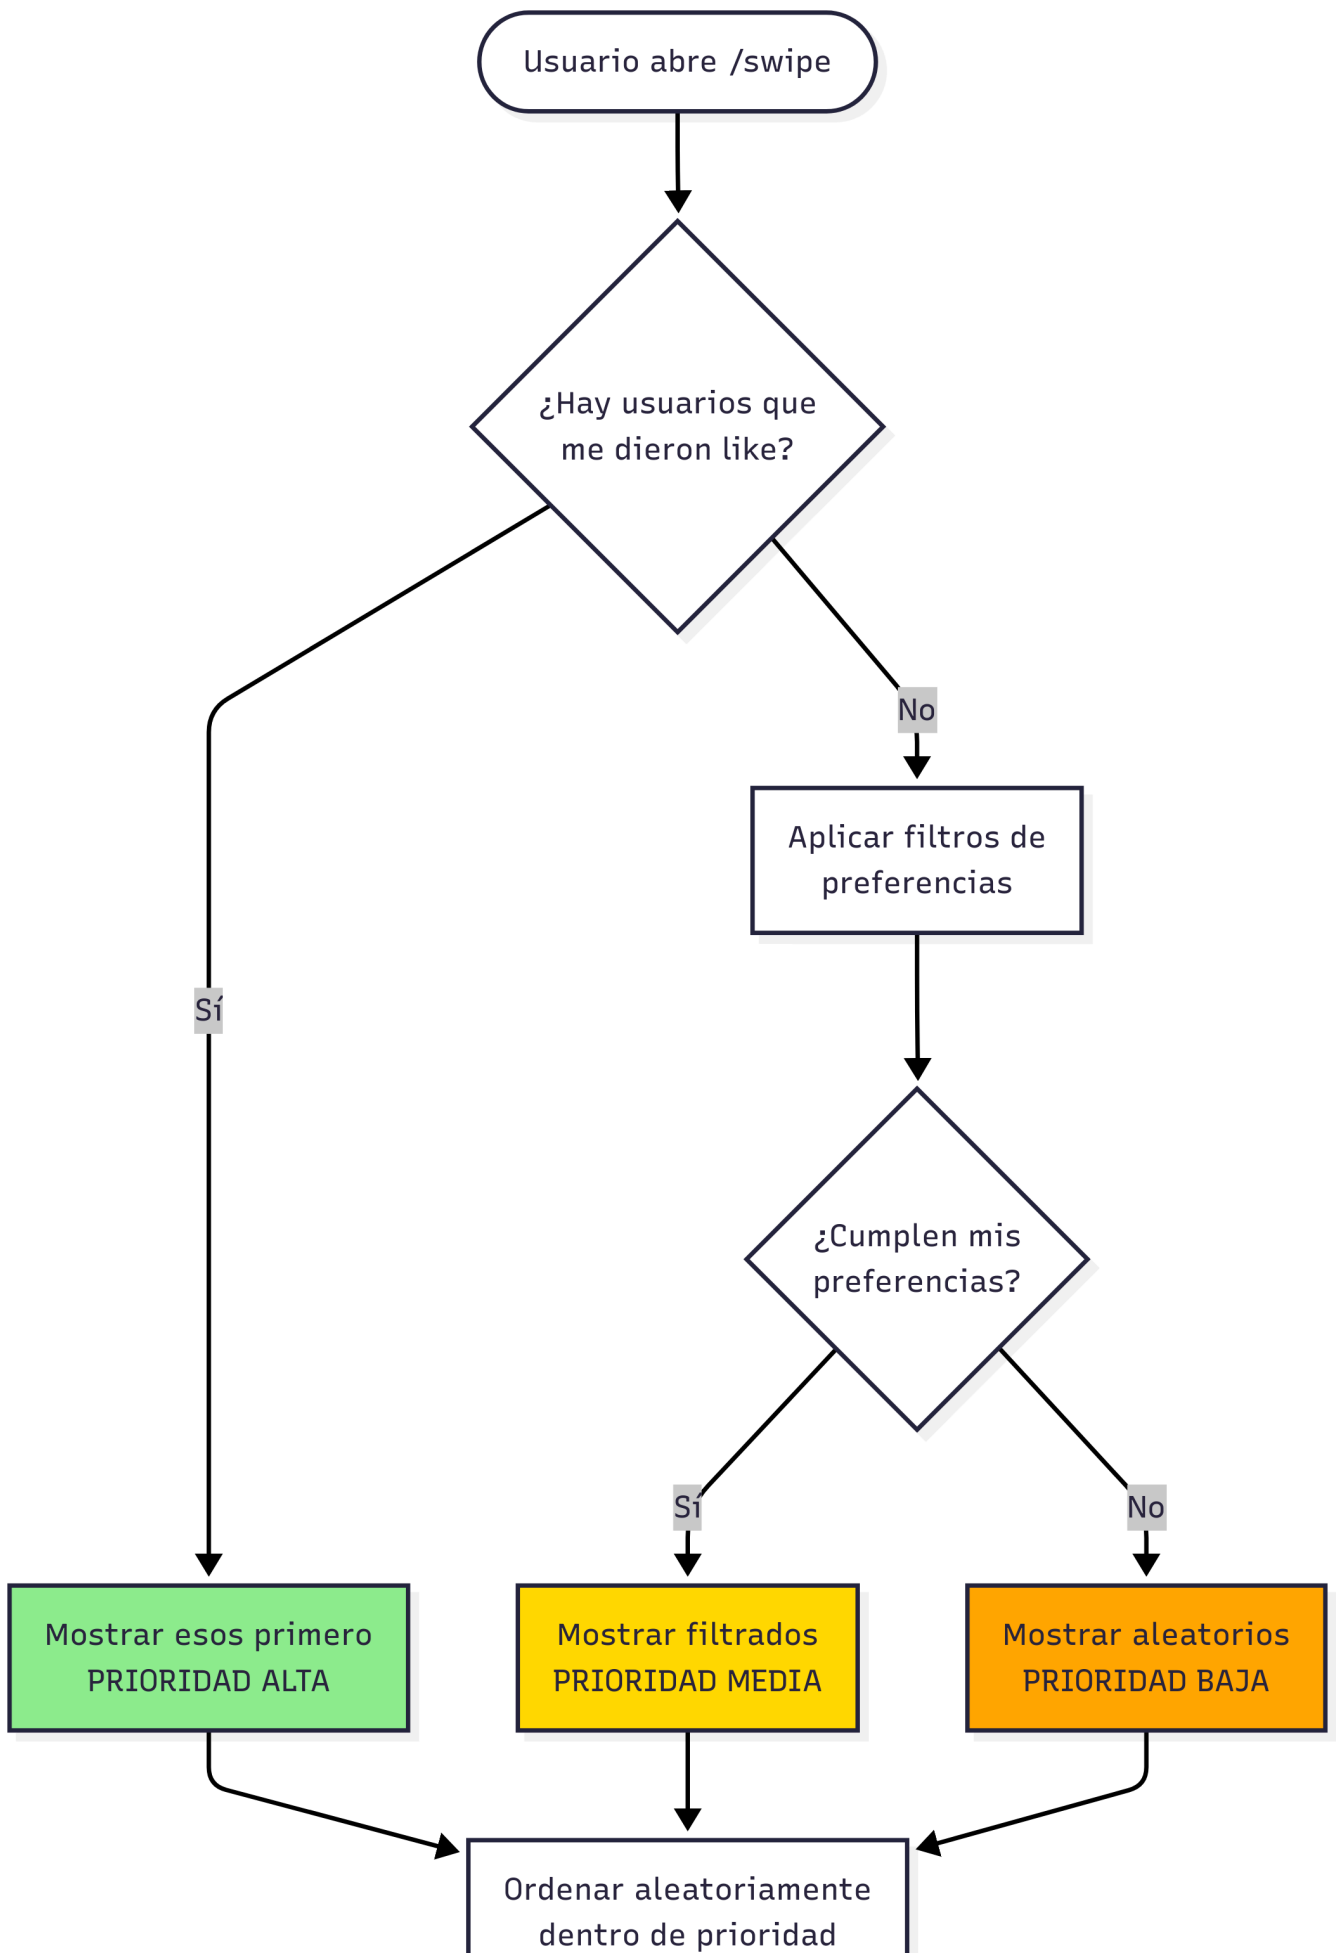 Usuario abre /swipe
¿Hay usuarios que
me dieron like?
No
Aplicar filtros de
preferencias
Sí
¿Cumplen mis
preferencias?
Sí
No
Mostrar esos primero
PRIORIDAD ALTA
Mostrar filtrados
PRIORIDAD MEDIA
Mostrar aleatorios
PRIORIDAD BAJA
Ordenar aleatoriamente
dentro de prioridad